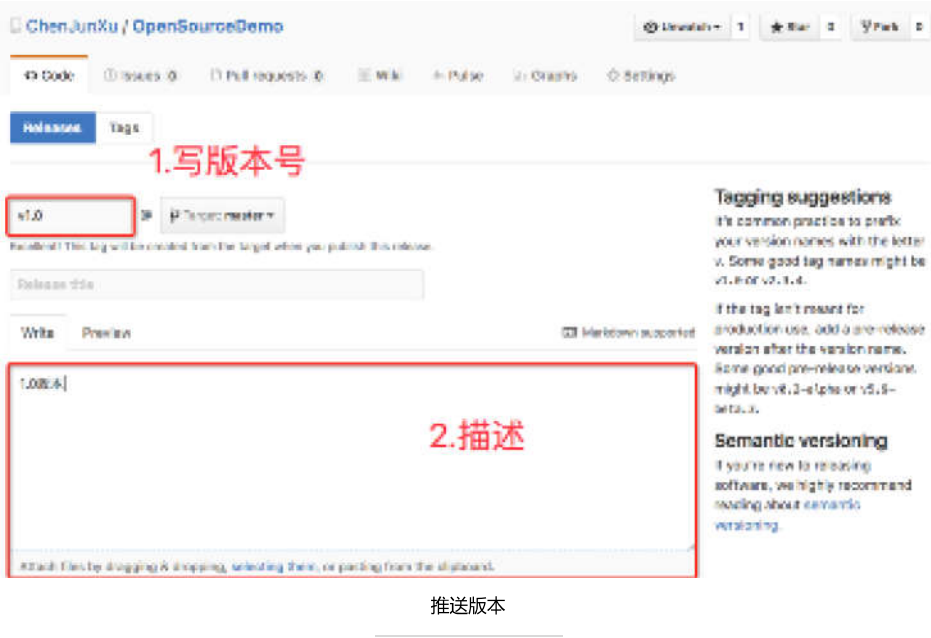 ChenJunXu / OpenSourceDemo
Unwatch 1 Star 0 Fork 0
Code Issues 0 Pull requests 0 Wiki Pulse Graphs Settings
Releases Tags
1.写版本号
v1.0 @ Target: master
Excellent! This tag will be created from the target when you publish this release.
Release title
Write Preview Markdown supported
1.0版本
2.描述
Attach files by dragging & dropping, selecting them, or pasting from the clipboard.
Tagging suggestions
It's common practice to prefix
your version names with the letter
v. Some good tag names might be
v1.0 or v2.3.4.
If the tag isn't meant for
production use, add a pre-release
version after the version name.
Some good pre-release versions
might be v0.2-alpha or v5.9-
beta.3.
Semantic versioning
If you're new to releasing
software, we highly recommend
reading about semantic
versioning.
推送版本